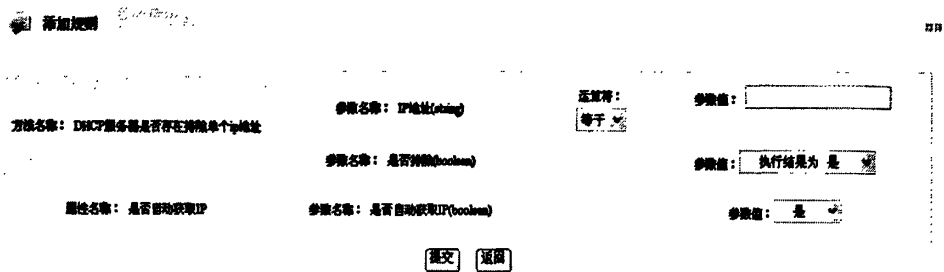 添加规则
参数名称：IP地址(string)
运算符：
参数值：
等于
方法名称：DHCP服务器是否存在排除单个ip地址
参数名称：是否排除(boolean)
参数值：执行结果为 是
属性名称：是否自动获取IP
参数名称：是否自动获取IP(boolean)
参数值：是
提交
返回